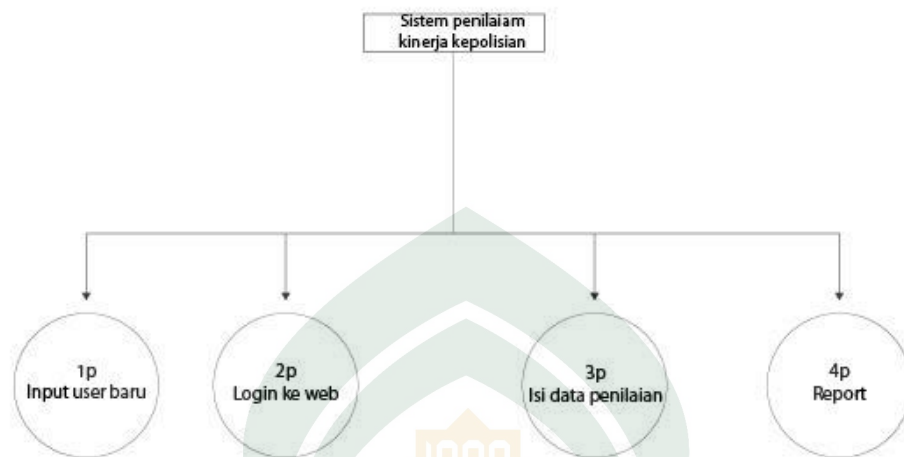 Sistem penilaiam
kinerja kepolisian
1p
Input user baru
2p
Login ke web
3p
Isi data penilaian
4p
Report